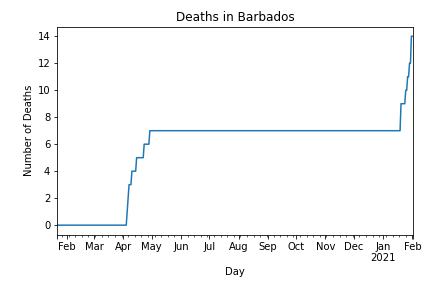 Deaths in Barbados
Number of Deaths
14
12
10
8
6
4
2
0
Feb Mar Apr May Jun Jul Aug Sep Oct Nov Dec Jan Feb
2021
Day